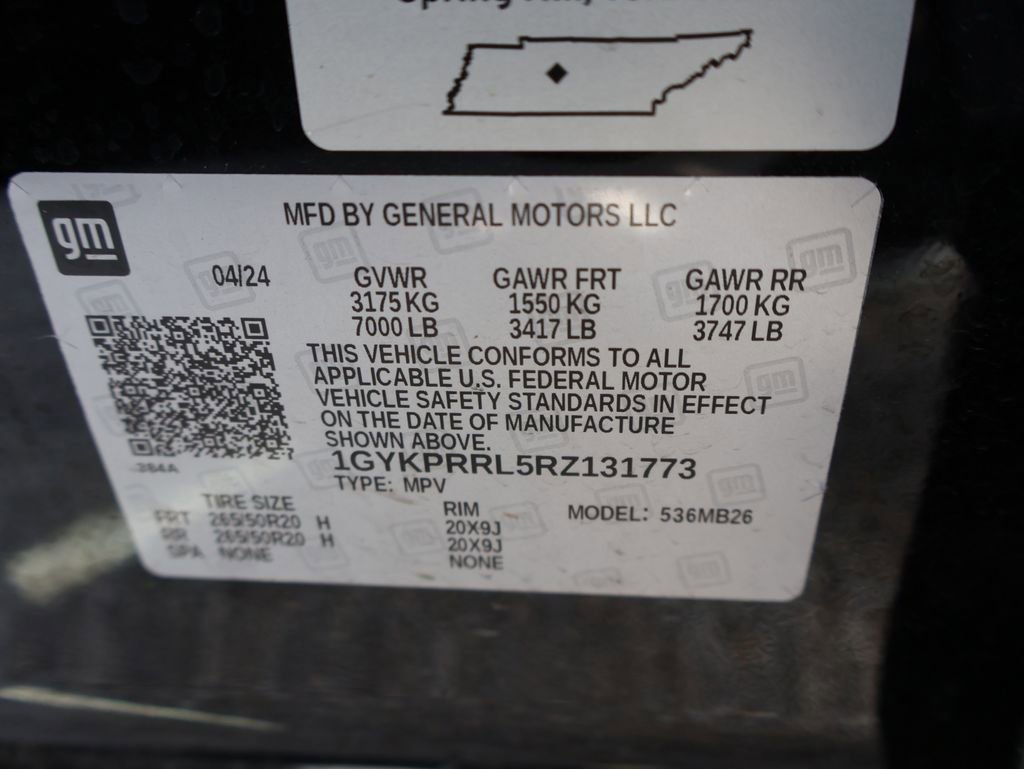 Spring Hill,
gm
MFD BY GENERAL MOTORS LLC
04/24 GVWR GAWR FRT GAWR RR
3175 KG 1550 KG 1700 KG
7000 LB 3417 LB 3747 LB
THIS VEHICLE CONFORMS TO ALL
APPLICABLE U.S. FEDERAL MOTOR
VEHICLE SAFETY STANDARDS IN EFFECT
ON THE DATE OF MANUFACTURE
SHOWN ABOVE.
384A
1GYKPRRL5RZ131773
TYPE: MPV
TIRE SIZE RIM MODEL: 536MB26
FRT 265/50R20 H 20X9J
RR 265/50R20 H 20X9J
SPA NONE NONE